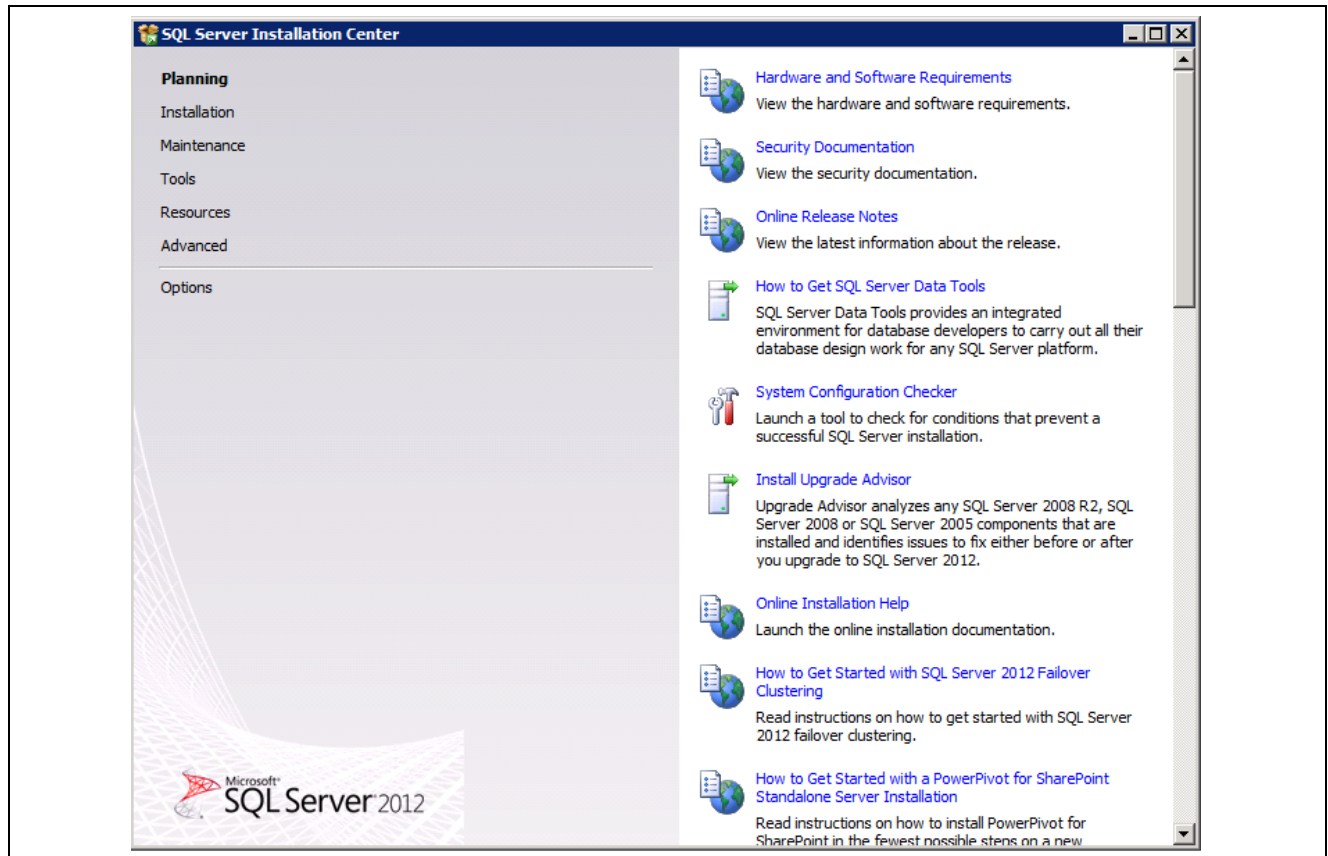 SQL Server Installation Center
Planning
Installation
Maintenance
Tools
Resources
Advanced
Options
Microsoft
SQL Server 2012
Hardware and Software Requirements
View the hardware and software requirements.
Security Documentation
View the security documentation.
Online Release Notes
View the latest information about the release.
How to Get SQL Server Data Tools
SQL Server Data Tools provides an integrated
environment for database developers to carry out all their
database design work for any SQL Server platform.
System Configuration Checker
Launch a tool to check for conditions that prevent a
successful SQL Server installation.
Install Upgrade Advisor
Upgrade Advisor analyzes any SQL Server 2008 R2, SQL
Server 2008 or SQL Server 2005 components that are
installed and identifies issues to fix either before or after
you upgrade to SQL Server 2012.
Online Installation Help
Launch the online installation documentation.
How to Get Started with SQL Server 2012 Failover
Clustering
Read instructions on how to get started with SQL Server
2012 failover clustering.
How to Get Started with a PowerPivot for SharePoint
Standalone Server Installation
Read instructions on how to install PowerPivot for
SharePoint in the fewest possible steps on a new